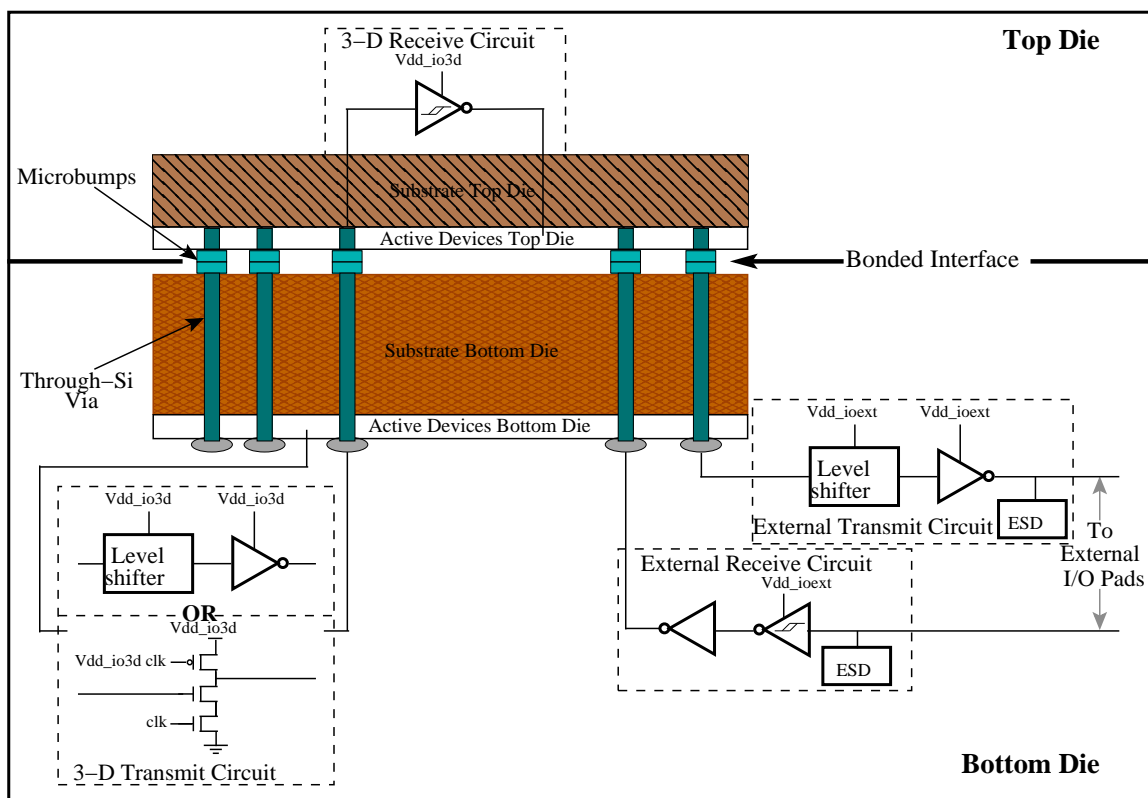 3−D Receive Circuit
Top Die
Vdd_io3d
Microbumps
Substrate Top Die
Active Devices Top Die
Bonded Interface
Substrate Bottom Die
Through−Si
Via
Active Devices Bottom Die
Vdd_ioext
Vdd_ioext
Level
shifter
ESD
External Transmit Circuit
To
External
I/O Pads
Vdd_io3d
Vdd_io3d
Level
shifter
OR
Vdd_io3d
Vdd_io3d clk
clk
3−D Transmit Circuit
External Receive Circuit
Vdd_ioext
ESD
Bottom Die